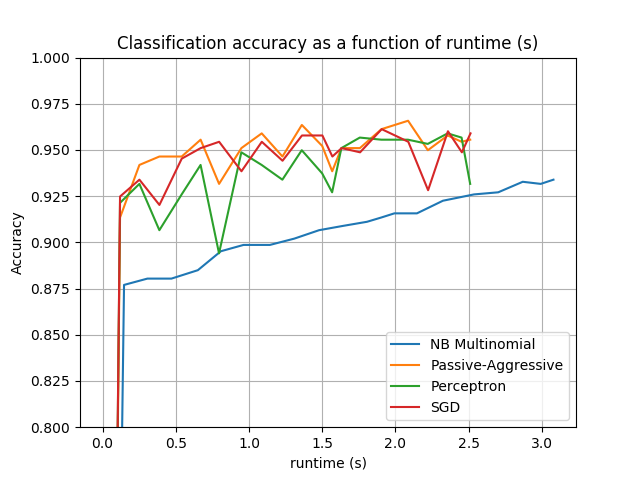 Classification accuracy as a function of runtime (s)
1.000
0.975
0.950
0.925
0.900
0.875
0.850
0.825
0.800
Accuracy
NB Multinomial
Passive-Aggressive
Perceptron
SGD
0.0 0.5 1.0 1.5 2.0 2.5 3.0
runtime (s)